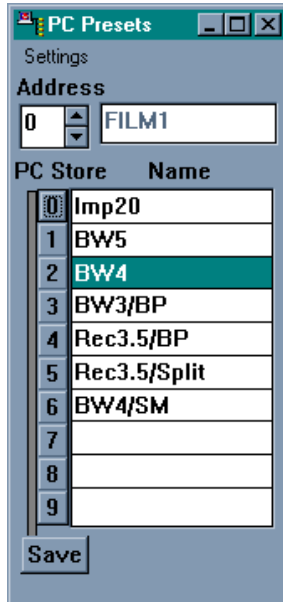 PC Presets
Settings
Address
0 FILM1
PC Store Name
0 Imp20
1 BW5
2 BW4
3 BW3/BP
4 Rec3.5/BP
5 Rec3.5/Split
6 BW4/SM
7
8
9
Save